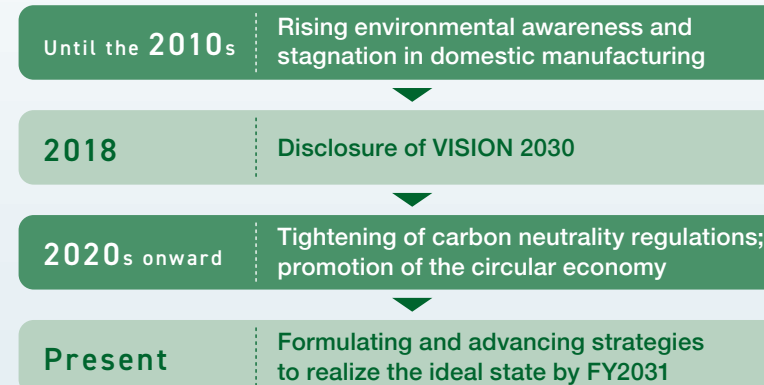 Until the 2010s
Rising environmental awareness and
stagnation in domestic manufacturing
2018
Disclosure of VISION 2030
2020s onward
Tightening of carbon neutrality regulations;
promotion of the circular economy
Present
Formulating and advancing strategies
to realize the ideal state by FY2031